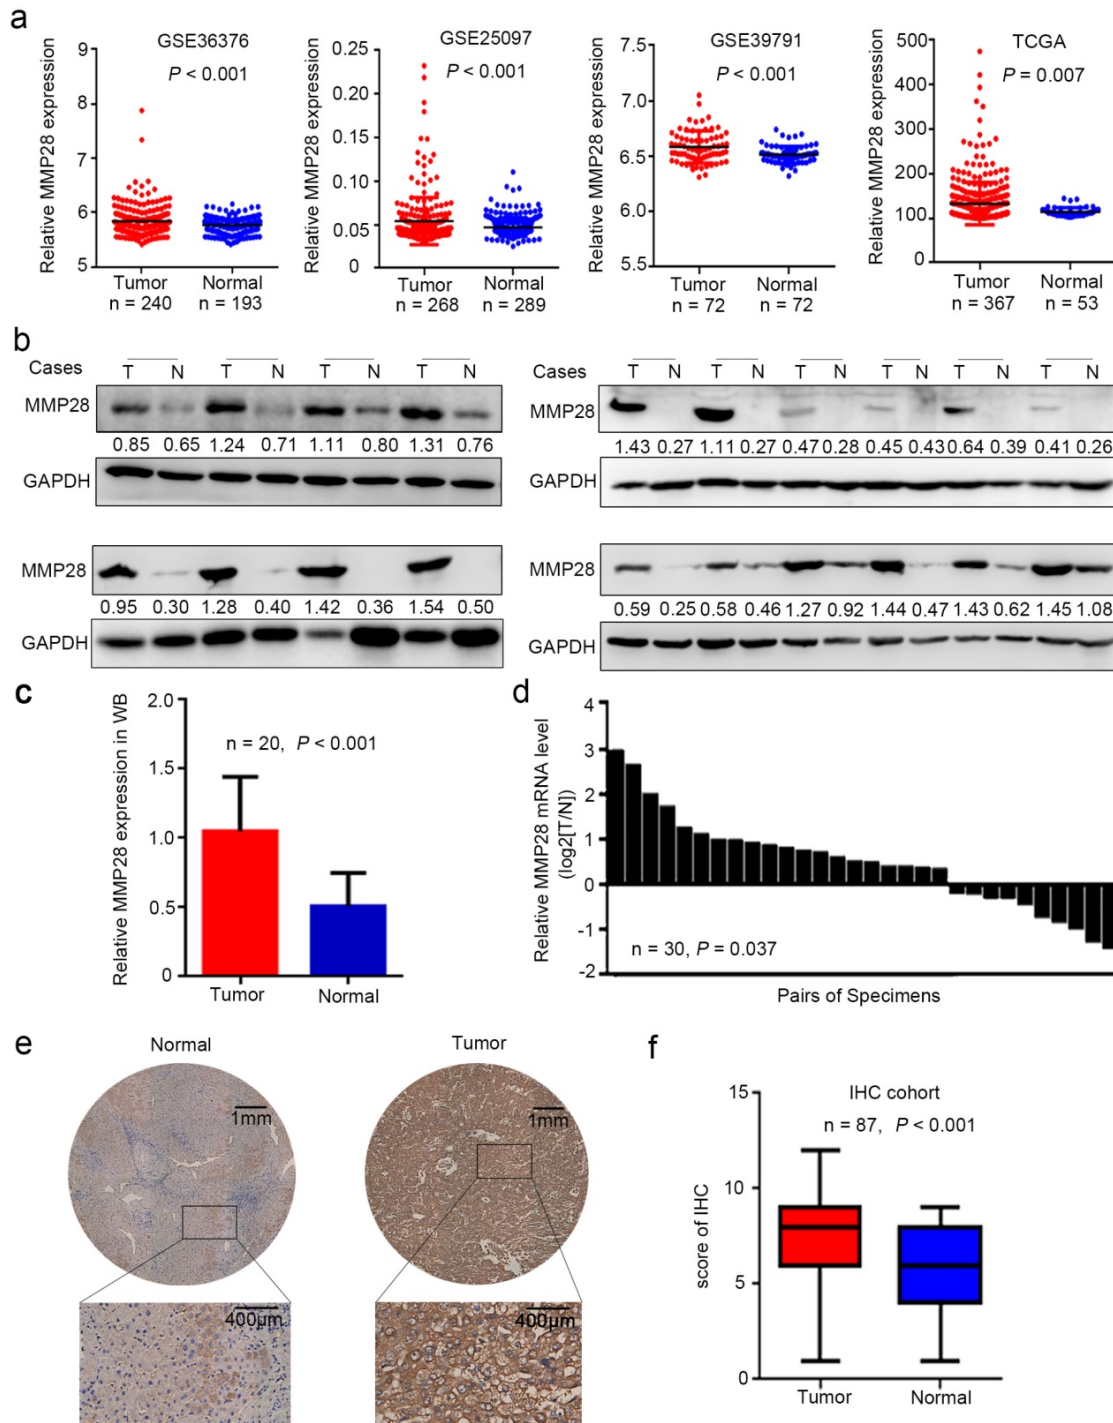 a
GSE36376
P < 0.001
Relative MMP28 expression
9
8
7
6
5
Tumor
n = 240
Normal
n = 193
GSE25097
P < 0.001
Relative MMP28 expression
0.25
0.20
0.15
0.10
0.05
0
Tumor
n = 268
Normal
n = 289
GSE39791
P < 0.001
Relative MMP28 expression
7.5
7.0
6.5
6.0
5.5
Tumor
n = 72
Normal
n = 72
TCGA
P = 0.007
Relative MMP28 expression
500
400
300
200
100
0
Tumor
n = 367
Normal
n = 53
b
Cases T N T N T N T N
MMP28
0.85 0.65 1.24 0.71 1.11 0.80 1.31 0.76
GAPDH
Cases T N T N T N T N T N T N
MMP28
1.43 0.27 1.11 0.27 0.47 0.28 0.45 0.43 0.64 0.39 0.41 0.26
GAPDH
MMP28
0.95 0.30 1.28 0.40 1.42 0.36 1.54 0.50
GAPDH
MMP28
0.59 0.25 0.58 0.46 1.27 0.92 1.44 0.47 1.43 0.62 1.45 1.08
GAPDH
c
Relative MMP28 expression in WB
2.0
1.5
1.0
0.5
0
n = 20, P < 0.001
Tumor Normal
d
Relative MMP28 mRNA level
(log2[T/N])
4
3
2
1
0
-1
-2
n = 30, P = 0.037
Pairs of Specimens
e
Normal
1mm
400μm
Tumor
1mm
400μm
f
IHC cohort
n = 87, P < 0.001
score of IHC
15
10
5
0
Tumor Normal